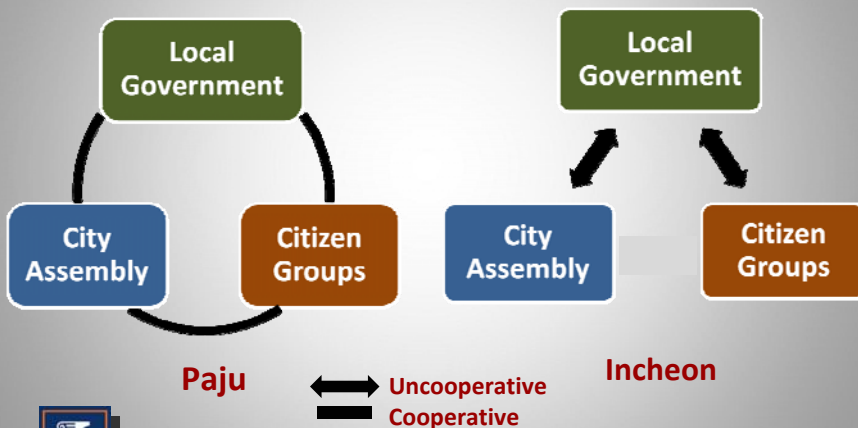 Local
Government
City
Assembly
Citizen
Groups
Paju
Local
Government
City
Assembly
Citizen
Groups
Incheon
Uncooperative
Cooperative